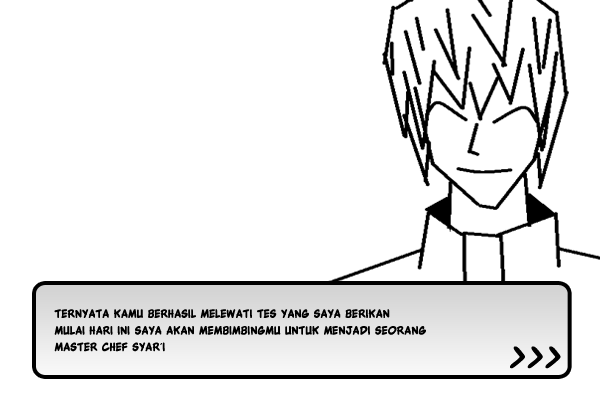 TERNYATA KAMU BERHASIL MELEWATI TES YANG SAYA BERIKAN
MULAI HARI INI SAYA AKAN MEMBIMBINGMU UNTUK MENJADI SEORANG
MASTER CHEF SYAR'I